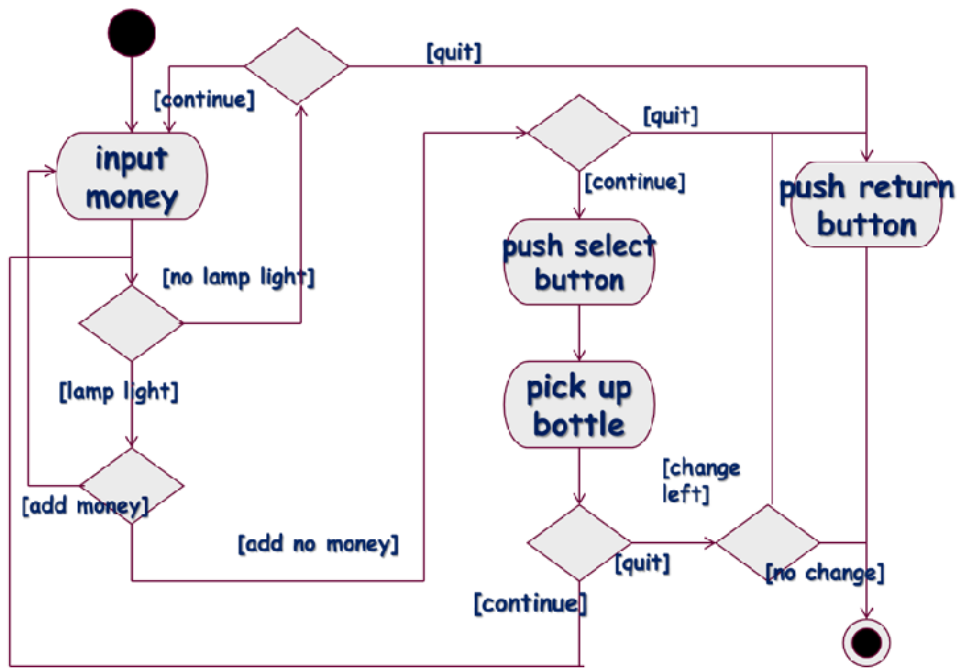 [quit]
[continue]
[quit]
input
money
[continue]
push return
button
push select
button
[no lamp light]
[lamp light]
pick up
bottle
[change
left]
[add money]
[add no money]
[quit]
[no change]
[continue]